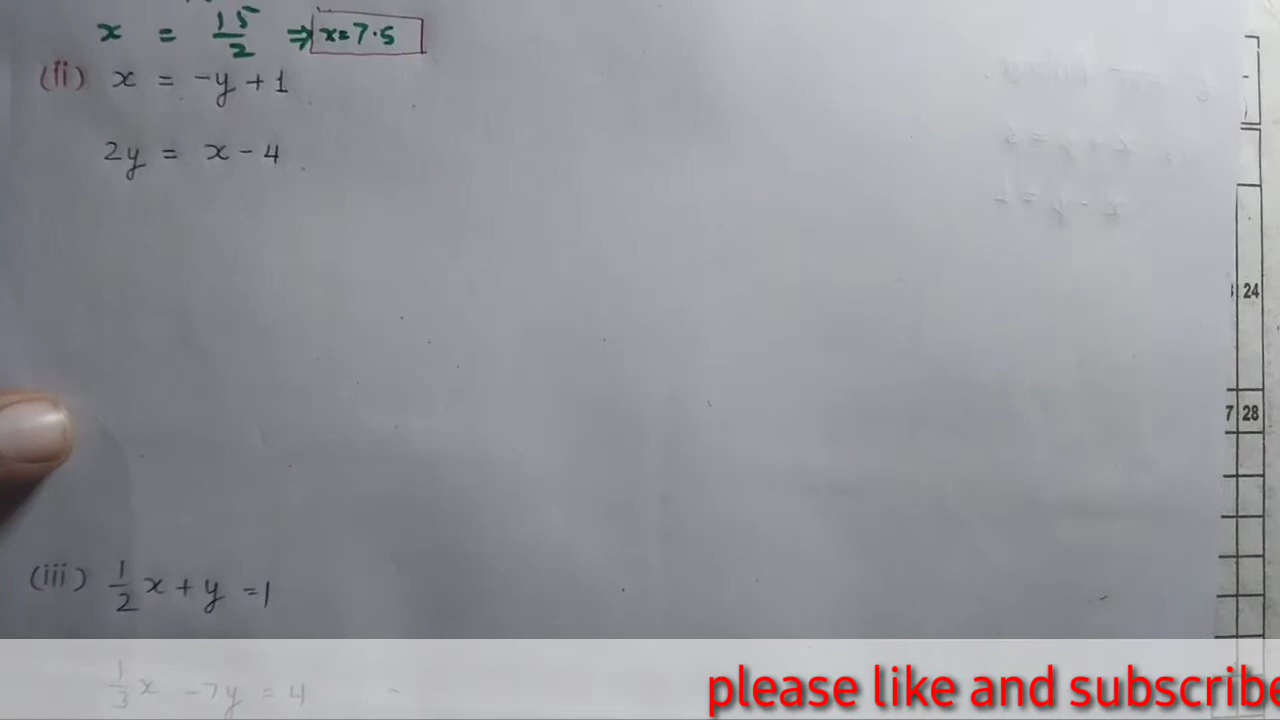 x = 15/2 ⇒ x=7.5
(ii) x = -y + 1
2y = x - 4
24
7 28
(iii) 1/2 x + y = 1
1/3 x - 7y = 4
please like and subscribe